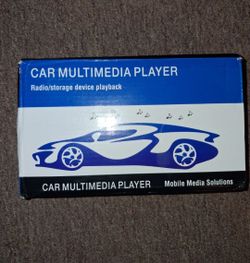 CAR MULTIMEDIA PLAYER
Radio/storage device playback
CAR MULTIMEDIA PLAYER
Mobile Media Solutions